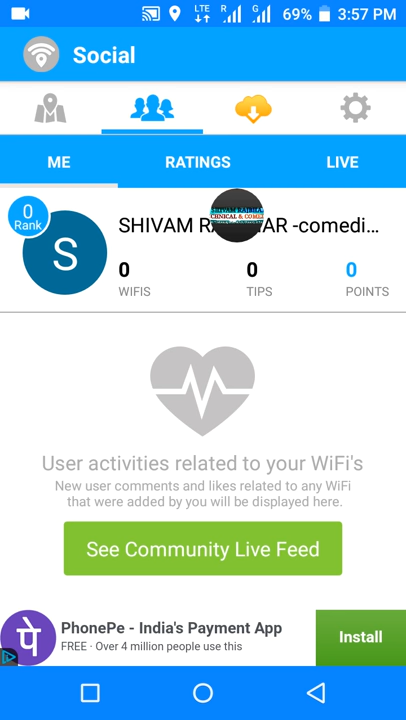 LTE R G 69% 3:57 PM
Social
ME RATINGS LIVE
0
Rank
S
SHIVAM -comedi...
0 0 0
WIFIS TIPS POINTS
User activities related to your WiFi's
New user comments and likes related to any WiFi
that were added by you will be displayed here.
See Community Live Feed
पे
PhonePe - India's Payment App
FREE · Over 4 million people use this
Install